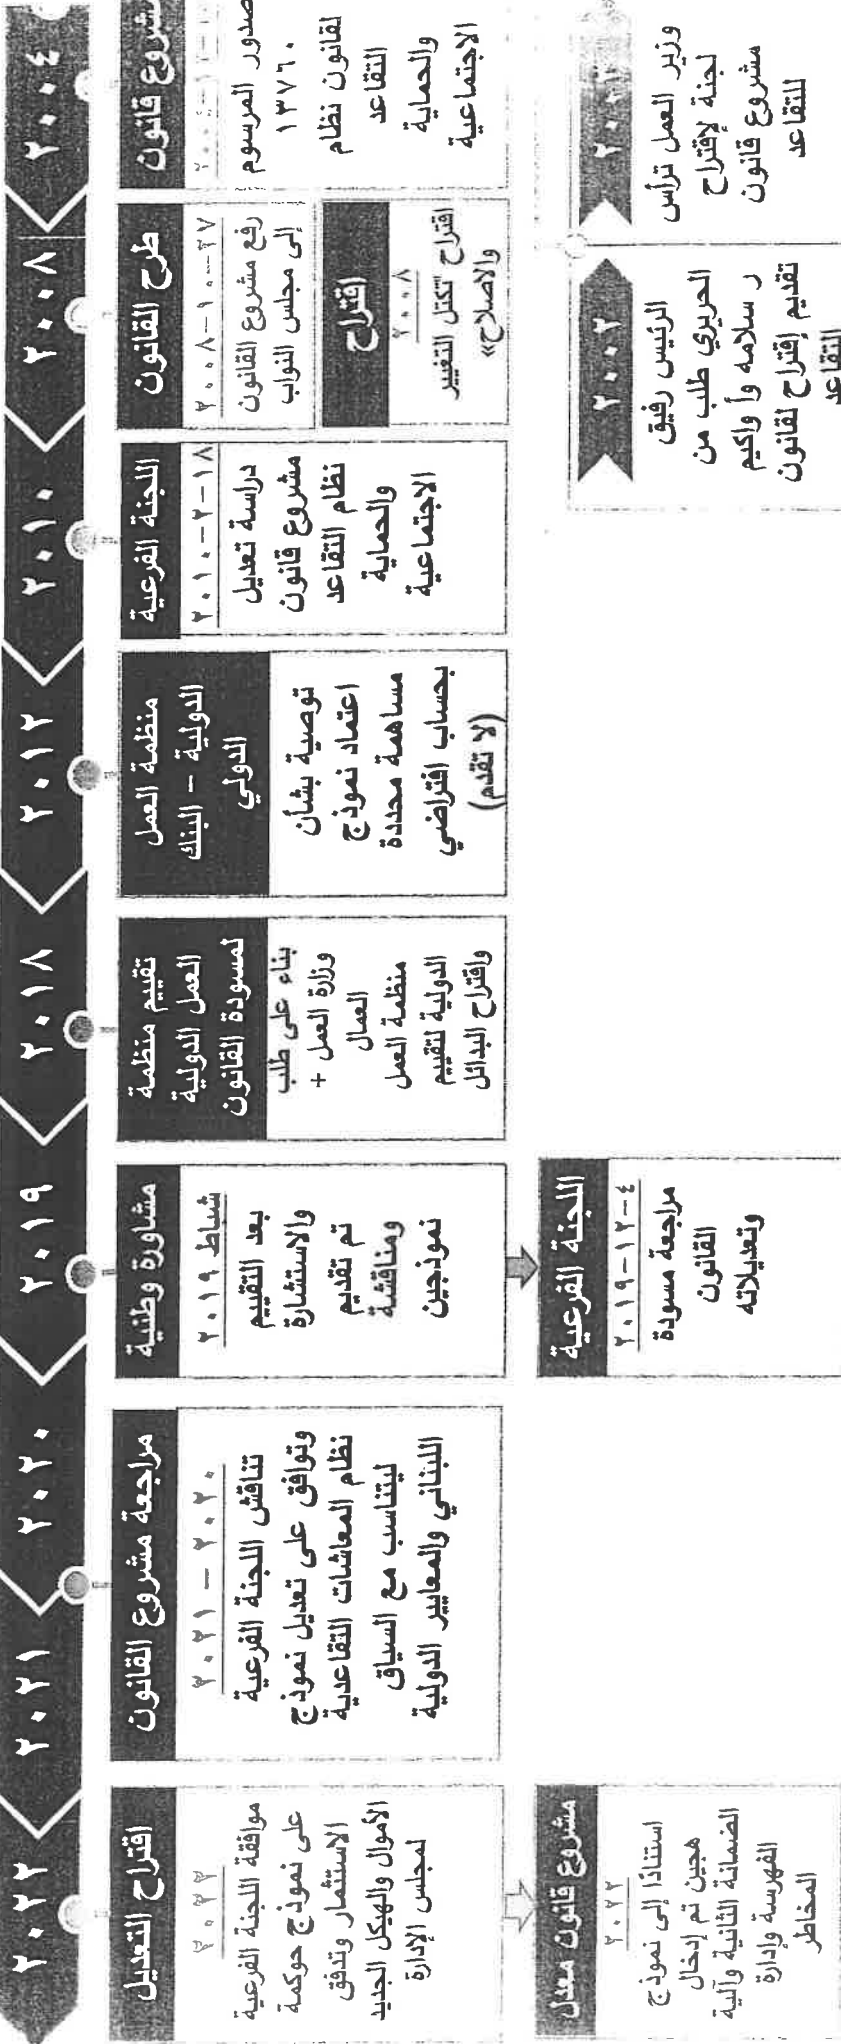 ٢٠٠٤
مشروع قانون
صدور المرسوم
١٣٧٦٠
لقانون نظام
التقاعد
والحماية
الاجتماعية
٢٠٠٣
وزير العمل ترأس
لجنة لإقتراح
مشروع قانون
للتقاعد
٢٠٠٢
الرئيس رفيق
الحريري طلب من
ر سلامه وأ واكيم
تقديم إقتراح لقانون
التقاعد
٢٠٠٨
طرح القانون
٢٠٠٨-١٠-٢٧
رفع مشروع القانون
إلى مجلس النواب
اقتراح
٢٠٠٨
اقتراح "تكتل التغيير
والاصلاح»
٢٠١٠
اللجنة الفرعية
٢٠١٠-٢-١٨
دراسة تعديل
مشروع قانون
نظام التقاعد
والحماية
الاجتماعية
٢٠١٢
منظمة العمل
الدولية - البنك
الدولي
توصية بشأن
اعتماد نموذج
مساهمة محددة
بحساب افتراضي
(لا تقدم)
٢٠١٨
تقييم منظمة
العمل الدولية
لمسودة القانون
بناء على طلب
وزارة العمل +
العمال
منظمة العمل
الدولية لتقييم
واقتراح البدائل
٢٠١٩
مشاورة وطنية
شباط ٢٠١٩
بعد التقييم
والاستشارة
تم تقديم
ومناقشة
نموذجين
اللجنة الفرعية
٢٠١٩-١٢-٤
مراجعة مسودة
القانون
وتعديلاته
٢٠٢٠
٢٠٢١
مراجعة مشروع القانون
٢٠٢٠ - ٢٠٢١
تناقش اللجنة الفرعية
وتوافق على تعديل نموذج
نظام المعاشات التقاعدية
ليتناسب مع السياق
اللبناني والمعايير الدولية
٢٠٢٢
اقتراح التعديل
٢٠٢٢
موافقة اللجنة الفرعية
على نموذج حوكمة
الاستثمار وتدفق
الأموال والهيكل الجديد
لمجلس الإدارة
مشروع قانون معدل
٢٠٢٢
استنادًا إلى نموذج
هجين تم إدخال
الضمانة الثانية وآلية
الفهرسة وإدارة
المخاطر